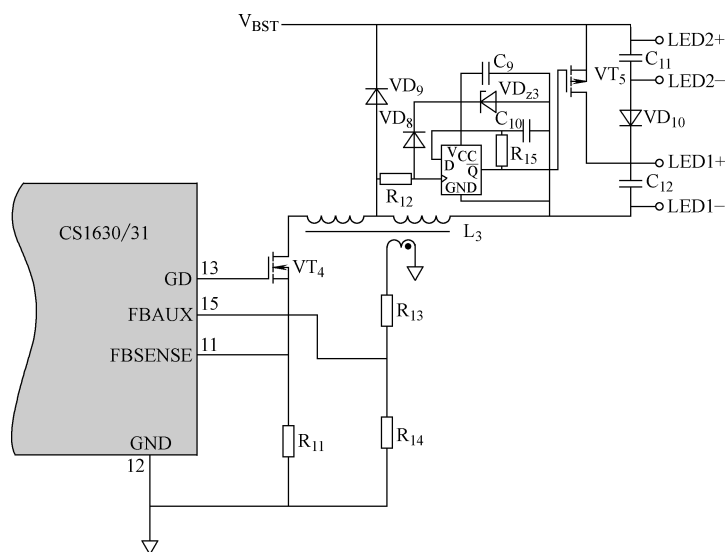 V_BST
LED2+
C₉
C₁₁
VT₅
VD₉
LED2−
VD_z3
VD₈
C₁₀
VD₁₀
V_CC
D
Q̅
GND
R₁₅
LED1+
R₁₂
C₁₂
LED1−
CS1630/31
L₃
13
GD
VT₄
15
FBAUX
R₁₃
11
FBSENSE
GND
12
R₁₁
R₁₄